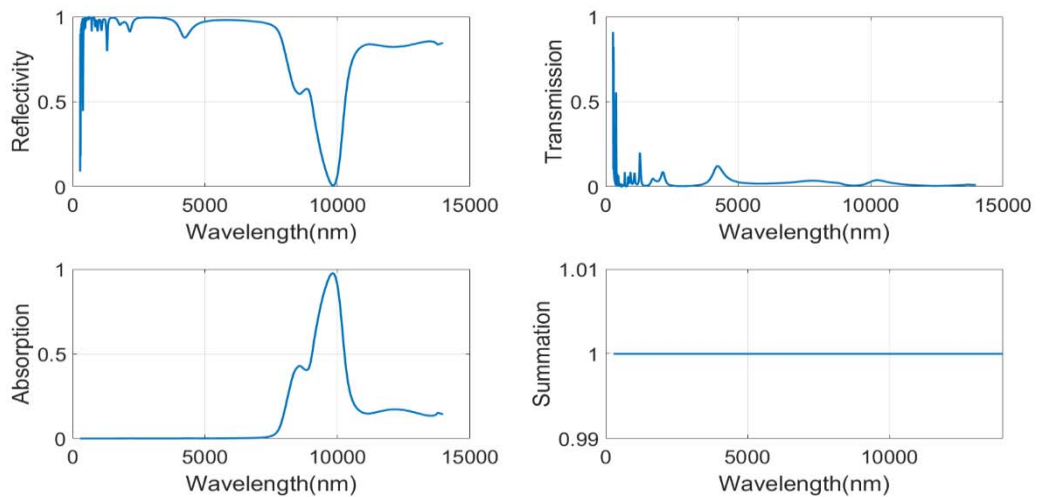 Reflectivity
1
0.5
0
0 5000 10000 15000
Wavelength(nm)
Transmission
1
0.5
0
0 5000 10000 15000
Wavelength(nm)
Absorption
1
0.5
0
0 5000 10000 15000
Wavelength(nm)
Summation
1.01
1
0.99
0 5000 10000
Wavelength(nm)